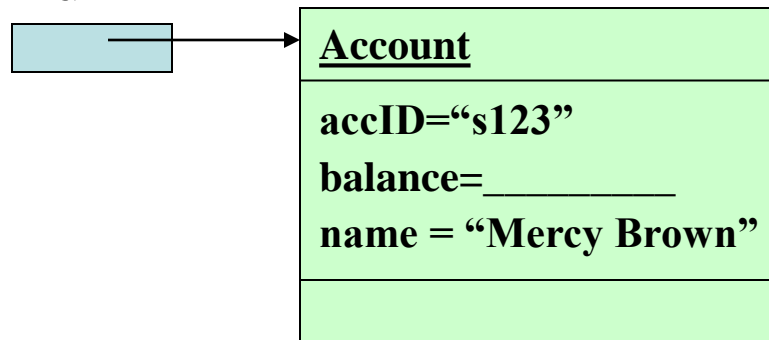 Account
accID=“s123”
balance=_________
name = “Mercy Brown”